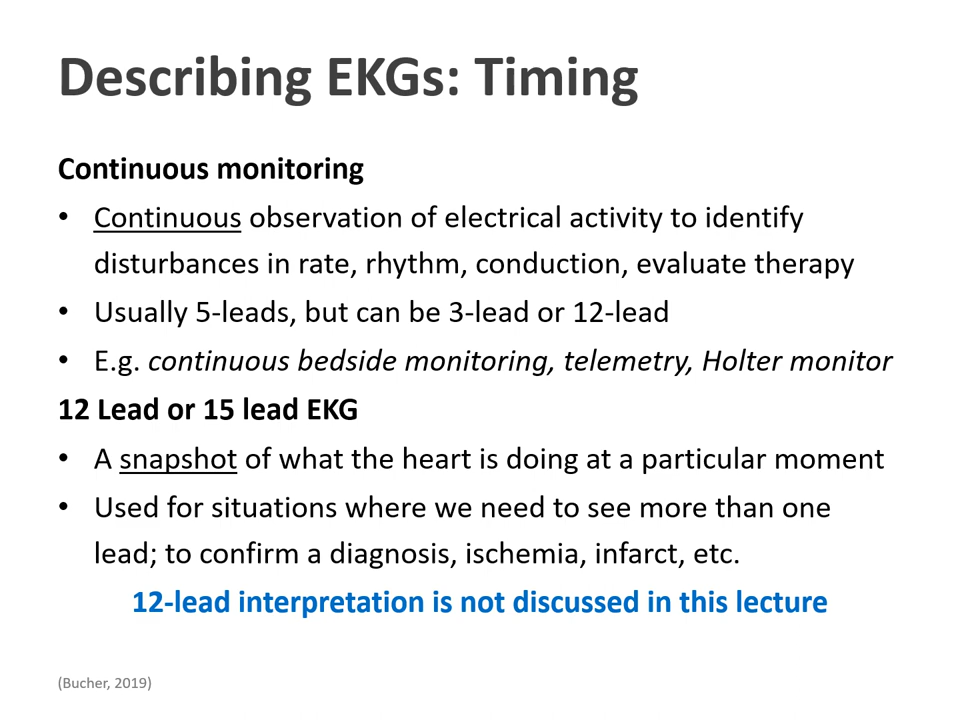 Describing EKGs: Timing
Continuous monitoring
• Continuous observation of electrical activity to identify
disturbances in rate, rhythm, conduction, evaluate therapy
• Usually 5-leads, but can be 3-lead or 12-lead
• E.g. continuous bedside monitoring, telemetry, Holter monitor
12 Lead or 15 lead EKG
• A snapshot of what the heart is doing at a particular moment
• Used for situations where we need to see more than one
lead; to confirm a diagnosis, ischemia, infarct, etc.
12-lead interpretation is not discussed in this lecture
(Bucher, 2019)